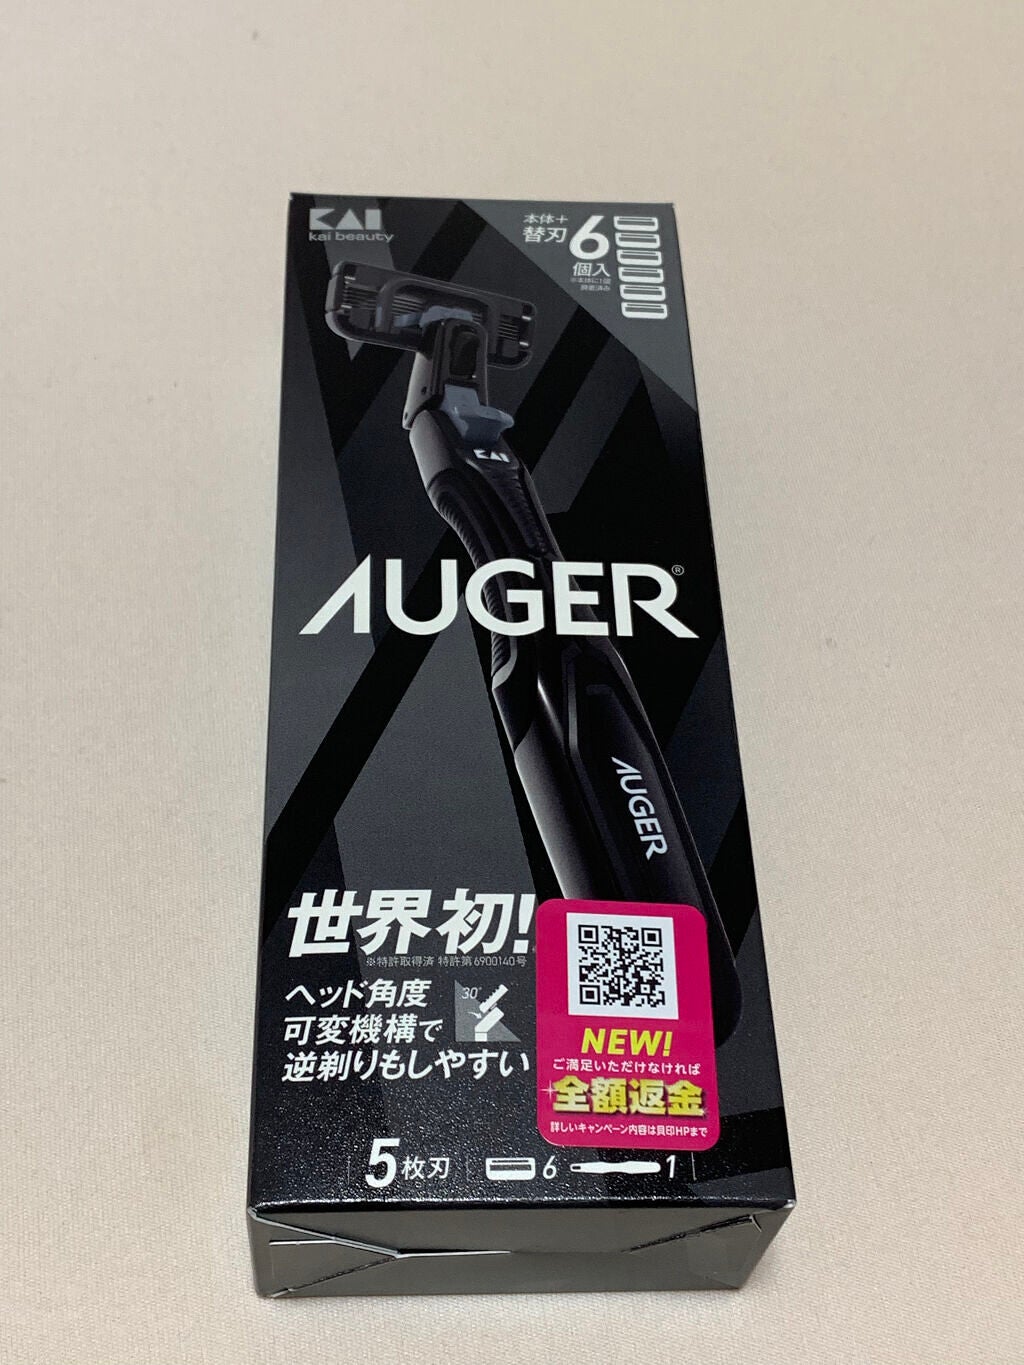 KAI
kai beauty
本体+
替刃6
個入
※本体に1個
装着済み
KAI
AUGER®
AUGER
世界初!
※特許取得済 特許第6900140号
ヘッド角度
可変機構で
逆剃りもしやすい
30°
NEW!
ご満足いただけなければ
全額返金
詳しいキャンペーン内容は貝印HPまで
5枚刃
6
1